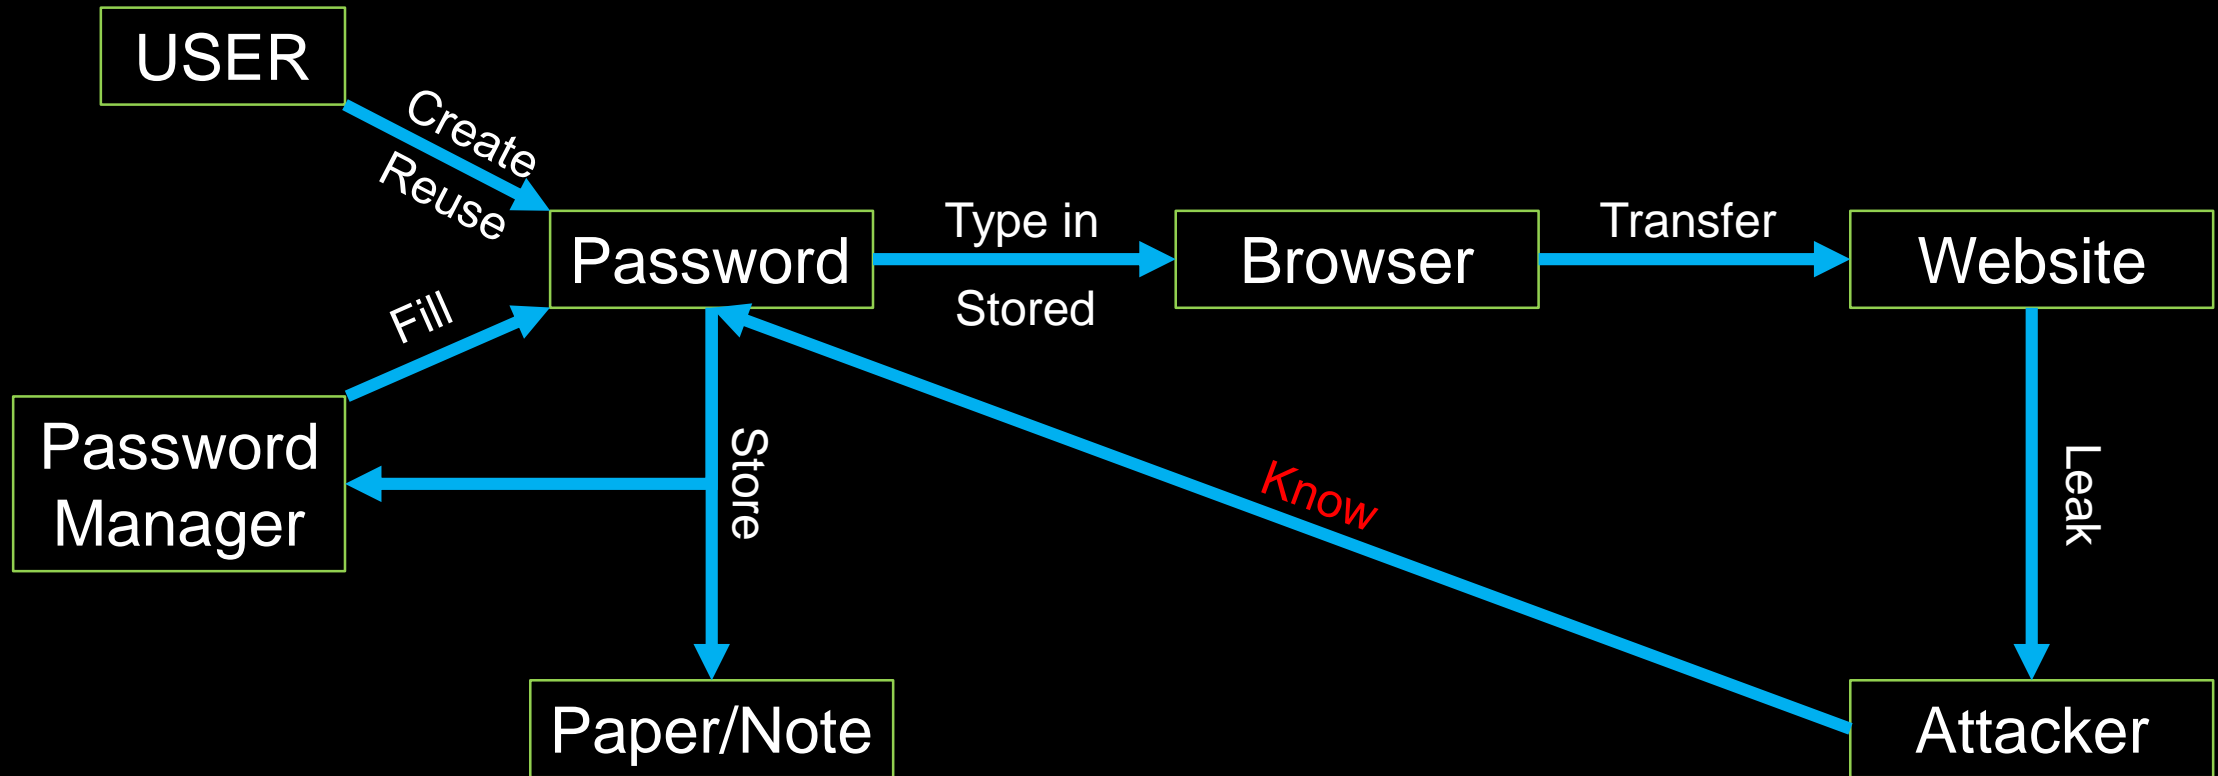 USER
Create
Reuse
Password
Type in
Stored
Browser
Transfer
Website
Fill
Password
Manager
Store
Know
Leak
Paper/Note
Attacker